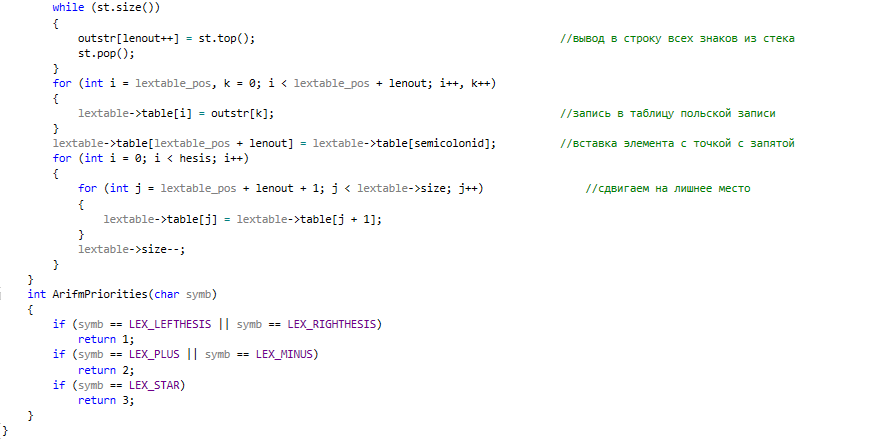 while (st.size())
{
outstr[lenout++] = st.top(); //вывод в строку всех знаков из стека
st.pop();
}
for (int i = lextable_pos, k = 0; i < lextable_pos + lenout; i++, k++)
{
lextable->table[i] = outstr[k]; //запись в таблицу польской записи
}
lextable->table[lextable_pos + lenout] = lextable->table[semicolonid]; //вставка элемента с точкой с запятой
for (int i = 0; i < hesis; i++)
{
for (int j = lextable_pos + lenout + 1; j < lextable->size; j++) //сдвигаем на лишнее место
{
lextable->table[j] = lextable->table[j + 1];
}
lextable->size--;
}
}
int ArifmPriorities(char symb)
{
if (symb == LEX_LEFTHESIS || symb == LEX_RIGHTHESIS)
return 1;
if (symb == LEX_PLUS || symb == LEX_MINUS)
return 2;
if (symb == LEX_STAR)
return 3;
}
}